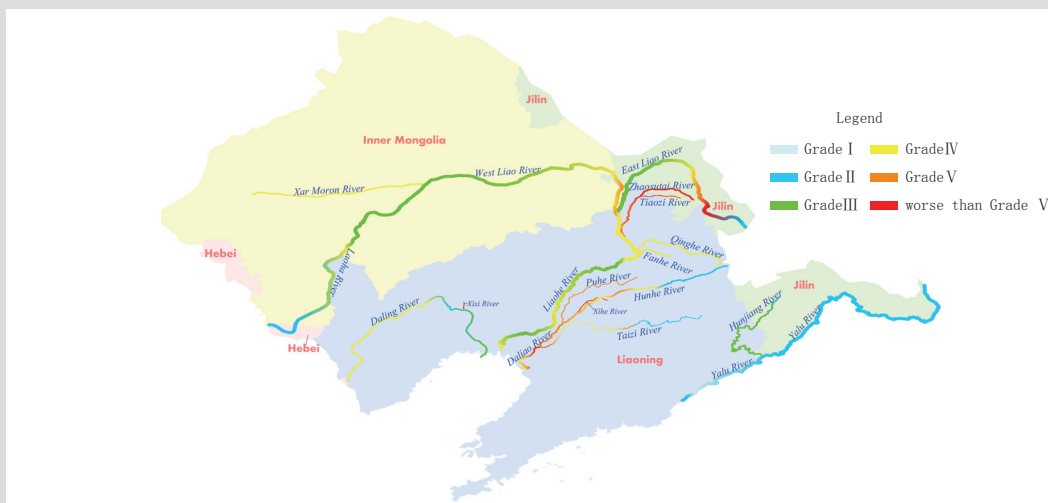 Jilin
Inner Mongolia
West Liao River
East Liao River
Xar Moron River
Zhaosutai River
Tiaozi River
Jilin
Hebei
Laoha River
Qinghe River
Fanhe River
Liaohe River
Puhe River
Hunhe River
Daling River
Xixi River
Xihe River
Taizi River
Daliao River
Hebei
Liaoning
Jilin
Hunjiang River
Yalu River
Yalu River
Legend
Grade Ⅰ
GradeⅣ
Grade Ⅱ
Grade Ⅴ
GradeⅢ
worse than Grade Ⅴ